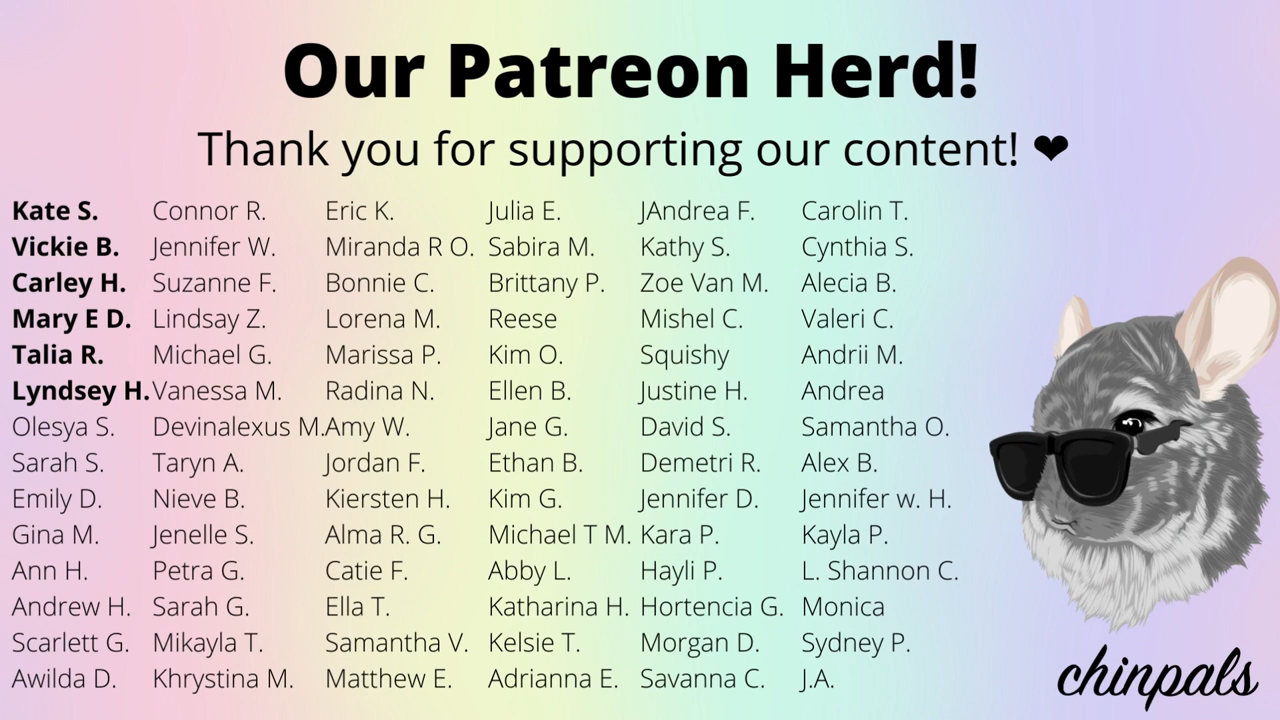 Our Patreon Herd!
Thank you for supporting our content! ❤
Kate S. Connor R. Eric K. Julia E. JAndrea F. Carolin T.
Vickie B. Jennifer W. Miranda R O. Sabira M. Kathy S. Cynthia S.
Carley H. Suzanne F. Bonnie C. Brittany P. Zoe Van M. Alecia B.
Mary E D. Lindsay Z. Lorena M. Reese Mishel C. Valeri C.
Talia R. Michael G. Marissa P. Kim O. Squishy Andrii M.
Lyndsey H. Vanessa M. Radina N. Ellen B. Justine H. Andrea
Olesya S. Devinalexus M. Amy W. Jane G. David S. Samantha O.
Sarah S. Taryn A. Jordan F. Ethan B. Demetri R. Alex B.
Emily D. Nieve B. Kiersten H. Kim G. Jennifer D. Jennifer w. H.
Gina M. Jenelle S. Alma R. G. Michael T M. Kara P. Kayla P.
Ann H. Petra G. Catie F. Abby L. Hayli P. L. Shannon C.
Andrew H. Sarah G. Ella T. Katharina H. Hortencia G. Monica
Scarlett G. Mikayla T. Samantha V. Kelsie T. Morgan D. Sydney P.
Awilda D. Khrystina M. Matthew E. Adrianna E. Savanna C. J.A.
chinpals